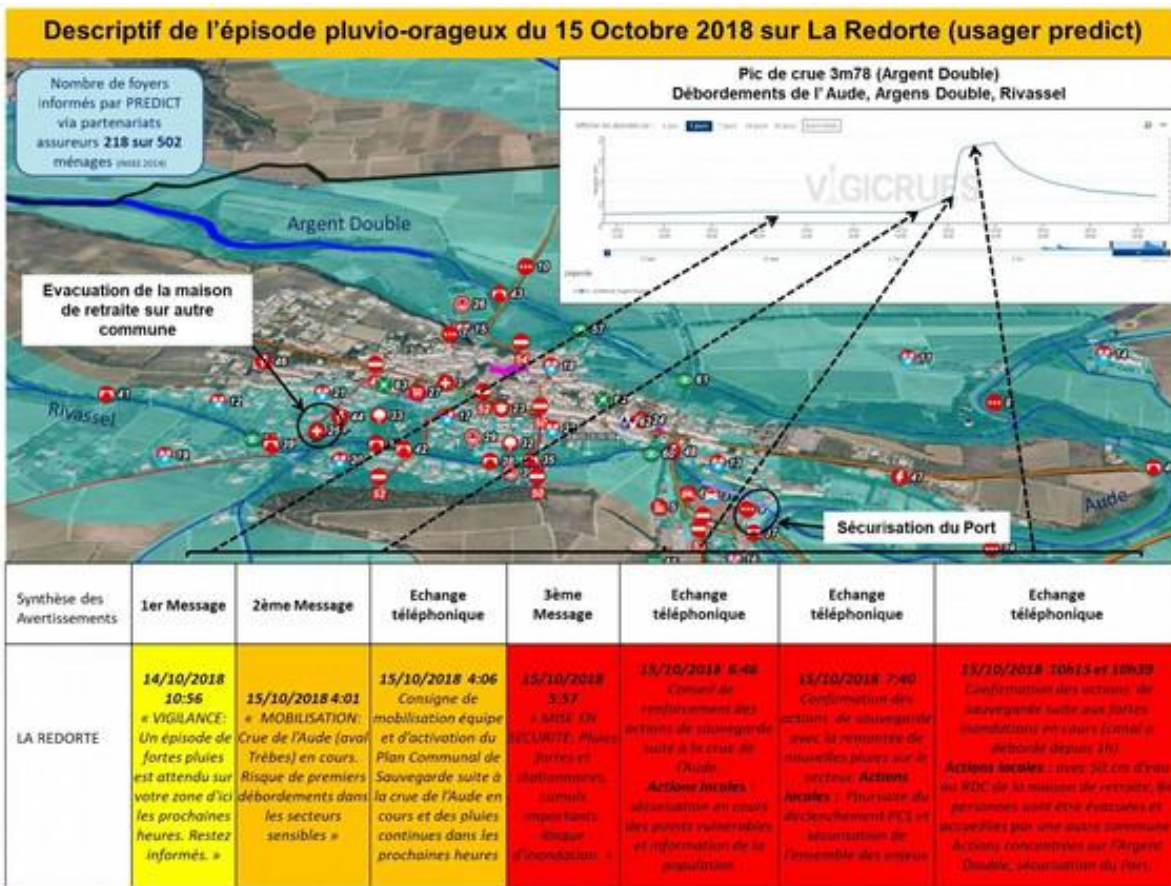 Descriptif de l'épisode pluvio-orageux du 15 Octobre 2018 sur La Redorte (usager predict)
Nombre de foyers
informés par PREDICT
via partenariats
assureurs 218 sur 502
ménages
Pic de crue 3m78 (Argent Double)
Débordements de l'Aude, Argens Double, Rivassel
VIGICRUES
Argent Double
Evacuation de la maison
de retraite sur autre
commune
Rivassel
Aude
Sécurisation du Port
Synthèse des
Avertissements
1er Message
2ème Message
Echange
téléphonique
3ème
Message
Echange
téléphonique
Echange
téléphonique
Echange
téléphonique
LA REDORTE
14/10/2018
10:56
« VIGILANCE:
Un épisode de
fortes pluies
est attendu sur
votre zone d'ici
les prochaines
heures. Restez
informés. »
15/10/2018 4:01
« MOBILISATION:
Crue de l'Aude (aval
Trèbes) en cours.
Risque de premiers
débordements dans
les secteurs
sensibles »
15/10/2018 4:06
Consigne de
mobilisation équipe
et d'activation du
Plan Communal de
Sauvegarde suite à
la crue de l'Aude en
cours et des pluies
continues dans les
prochaines heures
15/10/2018
5:57
« MISE EN
SECURITE: Pluies
fortes et
stationnaires,
cumuls
importants
Risque
d'inondation. »
15/10/2018 6:46
Conseil de
renforcement des
actions de sauvegarde
suite à la crue de
l'Aude.
Actions locales :
sécurisation en cours
des points vulnérables
et information de la
population
15/10/2018 7:40
Confirmation des
actions de sauvegarde
avec la remontée de
nouvelles pluies sur le
secteur. Actions
locales : Poursuite du
déclenchement PCS et
sécurisation de
l'ensemble des enjeux
15/10/2018 10h15 et 10h39
Confirmation des actions de
sauvegarde suite aux fortes
inondations en cours (canal a
débordé depuis 1h)
Actions locales : avec 50 cm d'eau
au RDC de la maison de retraite,
personnes sont être évacuées et
accueillies par une autre commune.
Actions concentrées sur l'Argent
Double, sécurisation du Port.